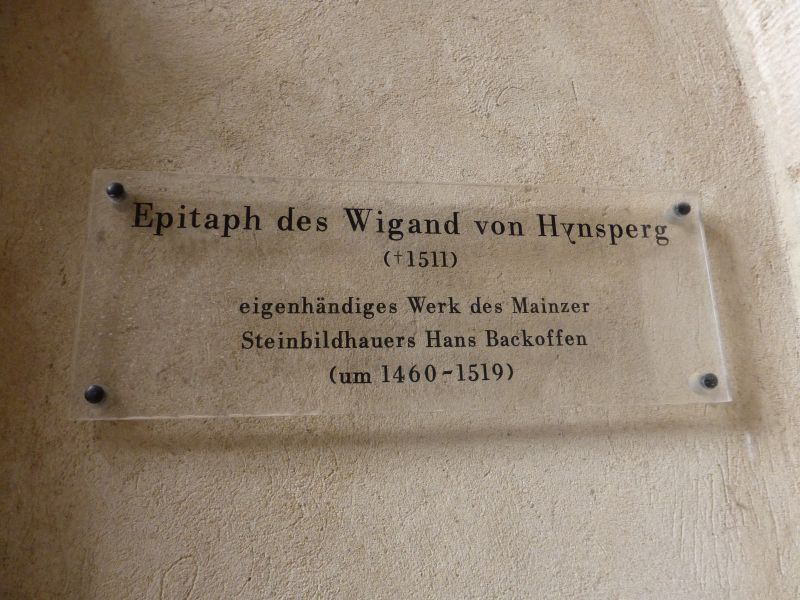 Epitaph des Wigand von Hynsperg
(†1511)
eigenhändiges Werk des Mainzer
Steinbildhauers Hans Backoffen
(um 1460-1519)